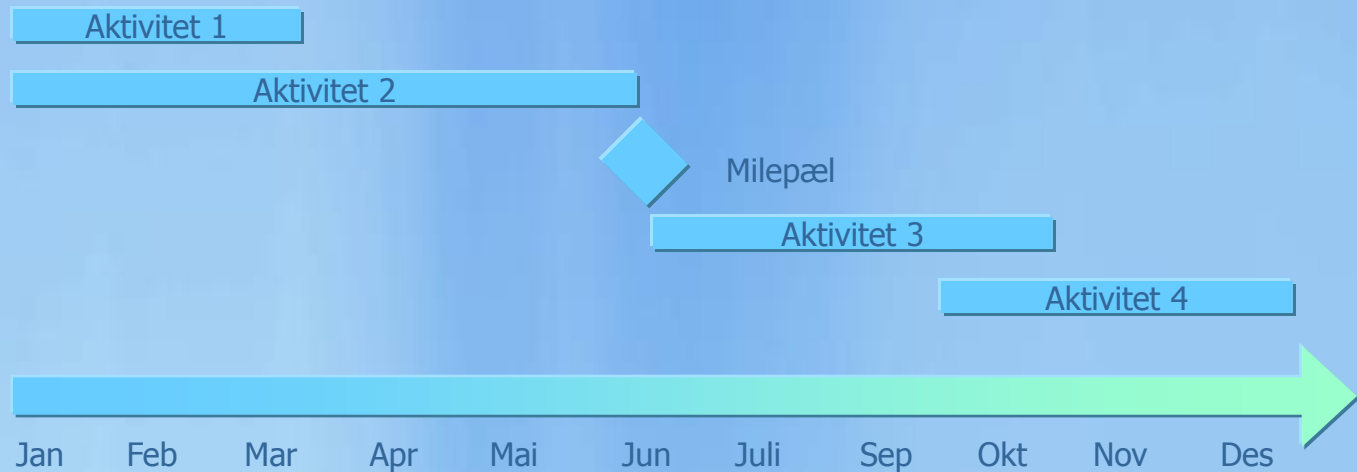 Aktivitet 1
Aktivitet 2
Milepæl
Aktivitet 3
Aktivitet 4
Jan Feb Mar Apr Mai Jun Juli Sep Okt Nov Des